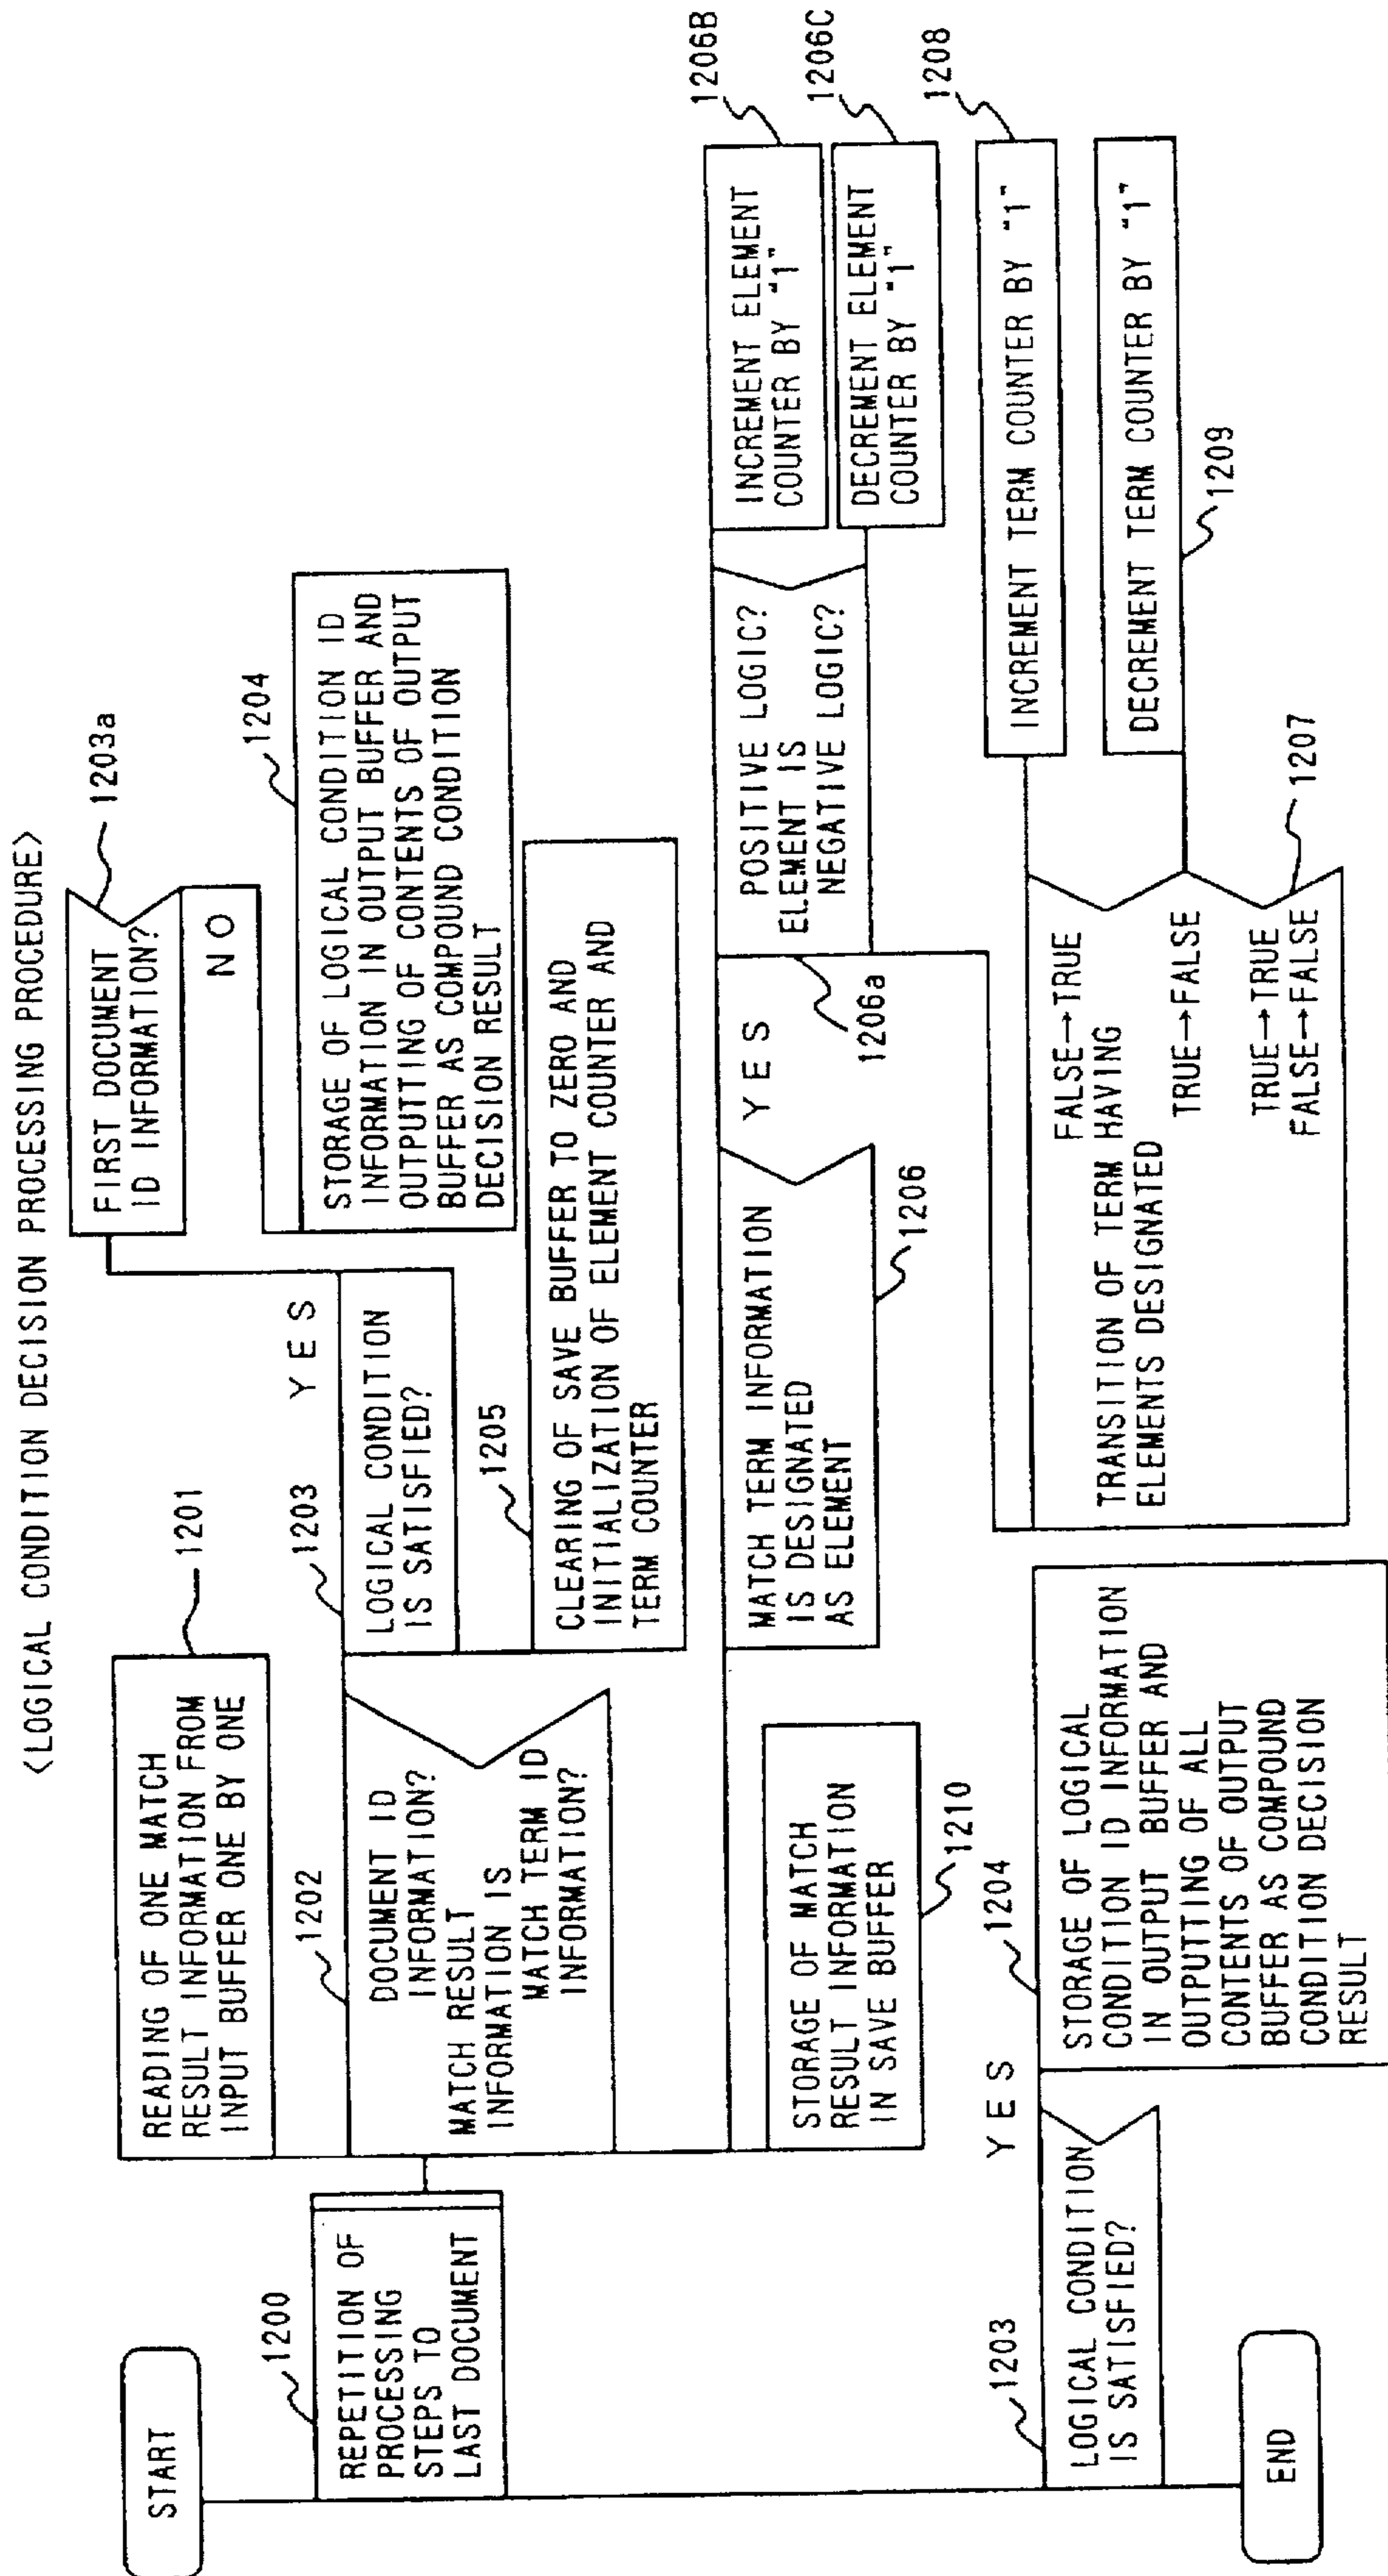 <LOGICAL CONDITION DECISION PROCESSING PROCEDURE>
START
1200
REPETITION OF
PROCESSING
STEPS TO
LAST DOCUMENT
1201
READING OF ONE MATCH
RESULT INFORMATION FROM
INPUT BUFFER ONE BY ONE
1202
DOCUMENT ID
INFORMATION?
MATCH RESULT
INFORMATION IS
MATCH TERM ID
INFORMATION?
1203
YES
LOGICAL CONDITION
IS SATISFIED?
1203a
FIRST DOCUMENT
ID INFORMATION?
NO
1204
STORAGE OF LOGICAL CONDITION ID
INFORMATION IN OUTPUT BUFFER AND
OUTPUTING OF CONTENTS OF OUTPUT
BUFFER AS COMPOUND CONDITION
DECISION RESULT
1205
CLEARING OF SAVE BUFFER TO ZERO AND
INITIALIZATION OF ELEMENT COUNTER AND
TERM COUNTER
MATCH TERM INFORMATION
IS DESIGNATED
AS ELEMENT
1206
YES
1206a
POSITIVE LOGIC?
ELEMENT IS
NEGATIVE LOGIC?
INCREMENT ELEMENT
COUNTER BY "1"
1206B
DECREMENT ELEMENT
COUNTER BY "1"
1206C
FALSE→TRUE
TRANSITION OF TERM HAVING
ELEMENTS DESIGNATED
TRUE→FALSE
TRUE→TRUE
FALSE→FALSE
1207
INCREMENT TERM COUNTER BY "1"
1208
DECREMENT TERM COUNTER BY "1"
1209
STORAGE OF MATCH
RESULT INFORMATION
IN SAVE BUFFER
1210
1203
LOGICAL CONDITION
IS SATISFIED?
YES
1204
STORAGE OF LOGICAL
CONDITION ID INFORMATION
IN OUTPUT BUFFER AND
OUTPUTING OF ALL
CONTENTS OF OUTPUT
BUFFER AS COMPOUND
CONDITION DECISION
RESULT
END